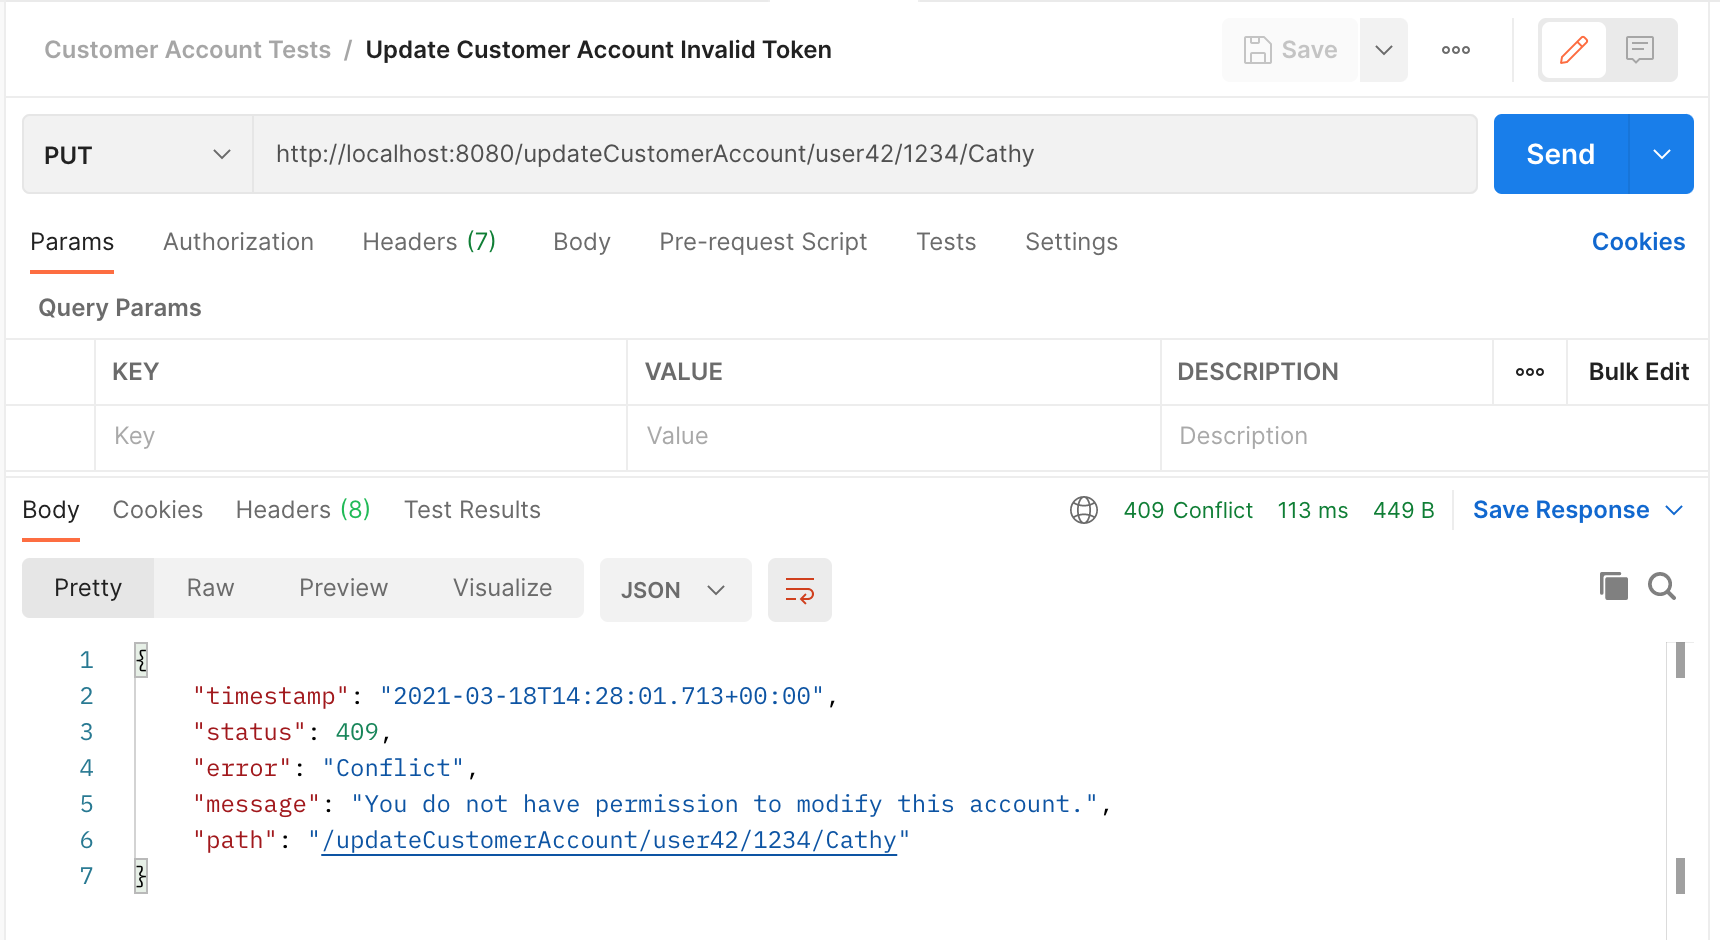 Customer Account Tests / Update Customer Account Invalid Token
Save
PUT
http://localhost:8080/updateCustomerAccount/user42/1234/Cathy
Send
Params Authorization Headers (7) Body Pre-request Script Tests Settings Cookies
Query Params
KEY VALUE DESCRIPTION ooo Bulk Edit
Key Value Description
Body Cookies Headers (8) Test Results 409 Conflict 113 ms 449 B Save Response
Pretty Raw Preview Visualize JSON
1 {
2 "timestamp": "2021-03-18T14:28:01.713+00:00",
3 "status": 409,
4 "error": "Conflict",
5 "message": "You do not have permission to modify this account.",
6 "path": "/updateCustomerAccount/user42/1234/Cathy"
7 }